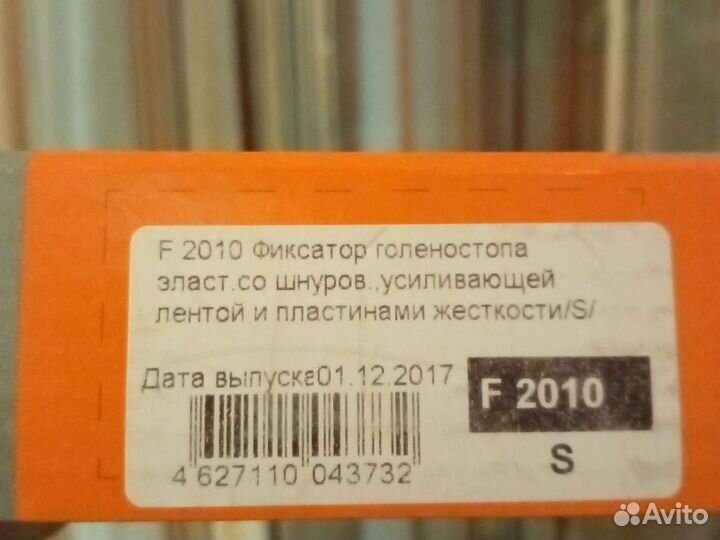 F 2010 Фиксатор голеностопа
эласт.со шнуров.,усиливающей
лентой и пластинами жесткости/S/
Дата выпуска01.12.2017
F 2010
S
4 627110 043732
Avito